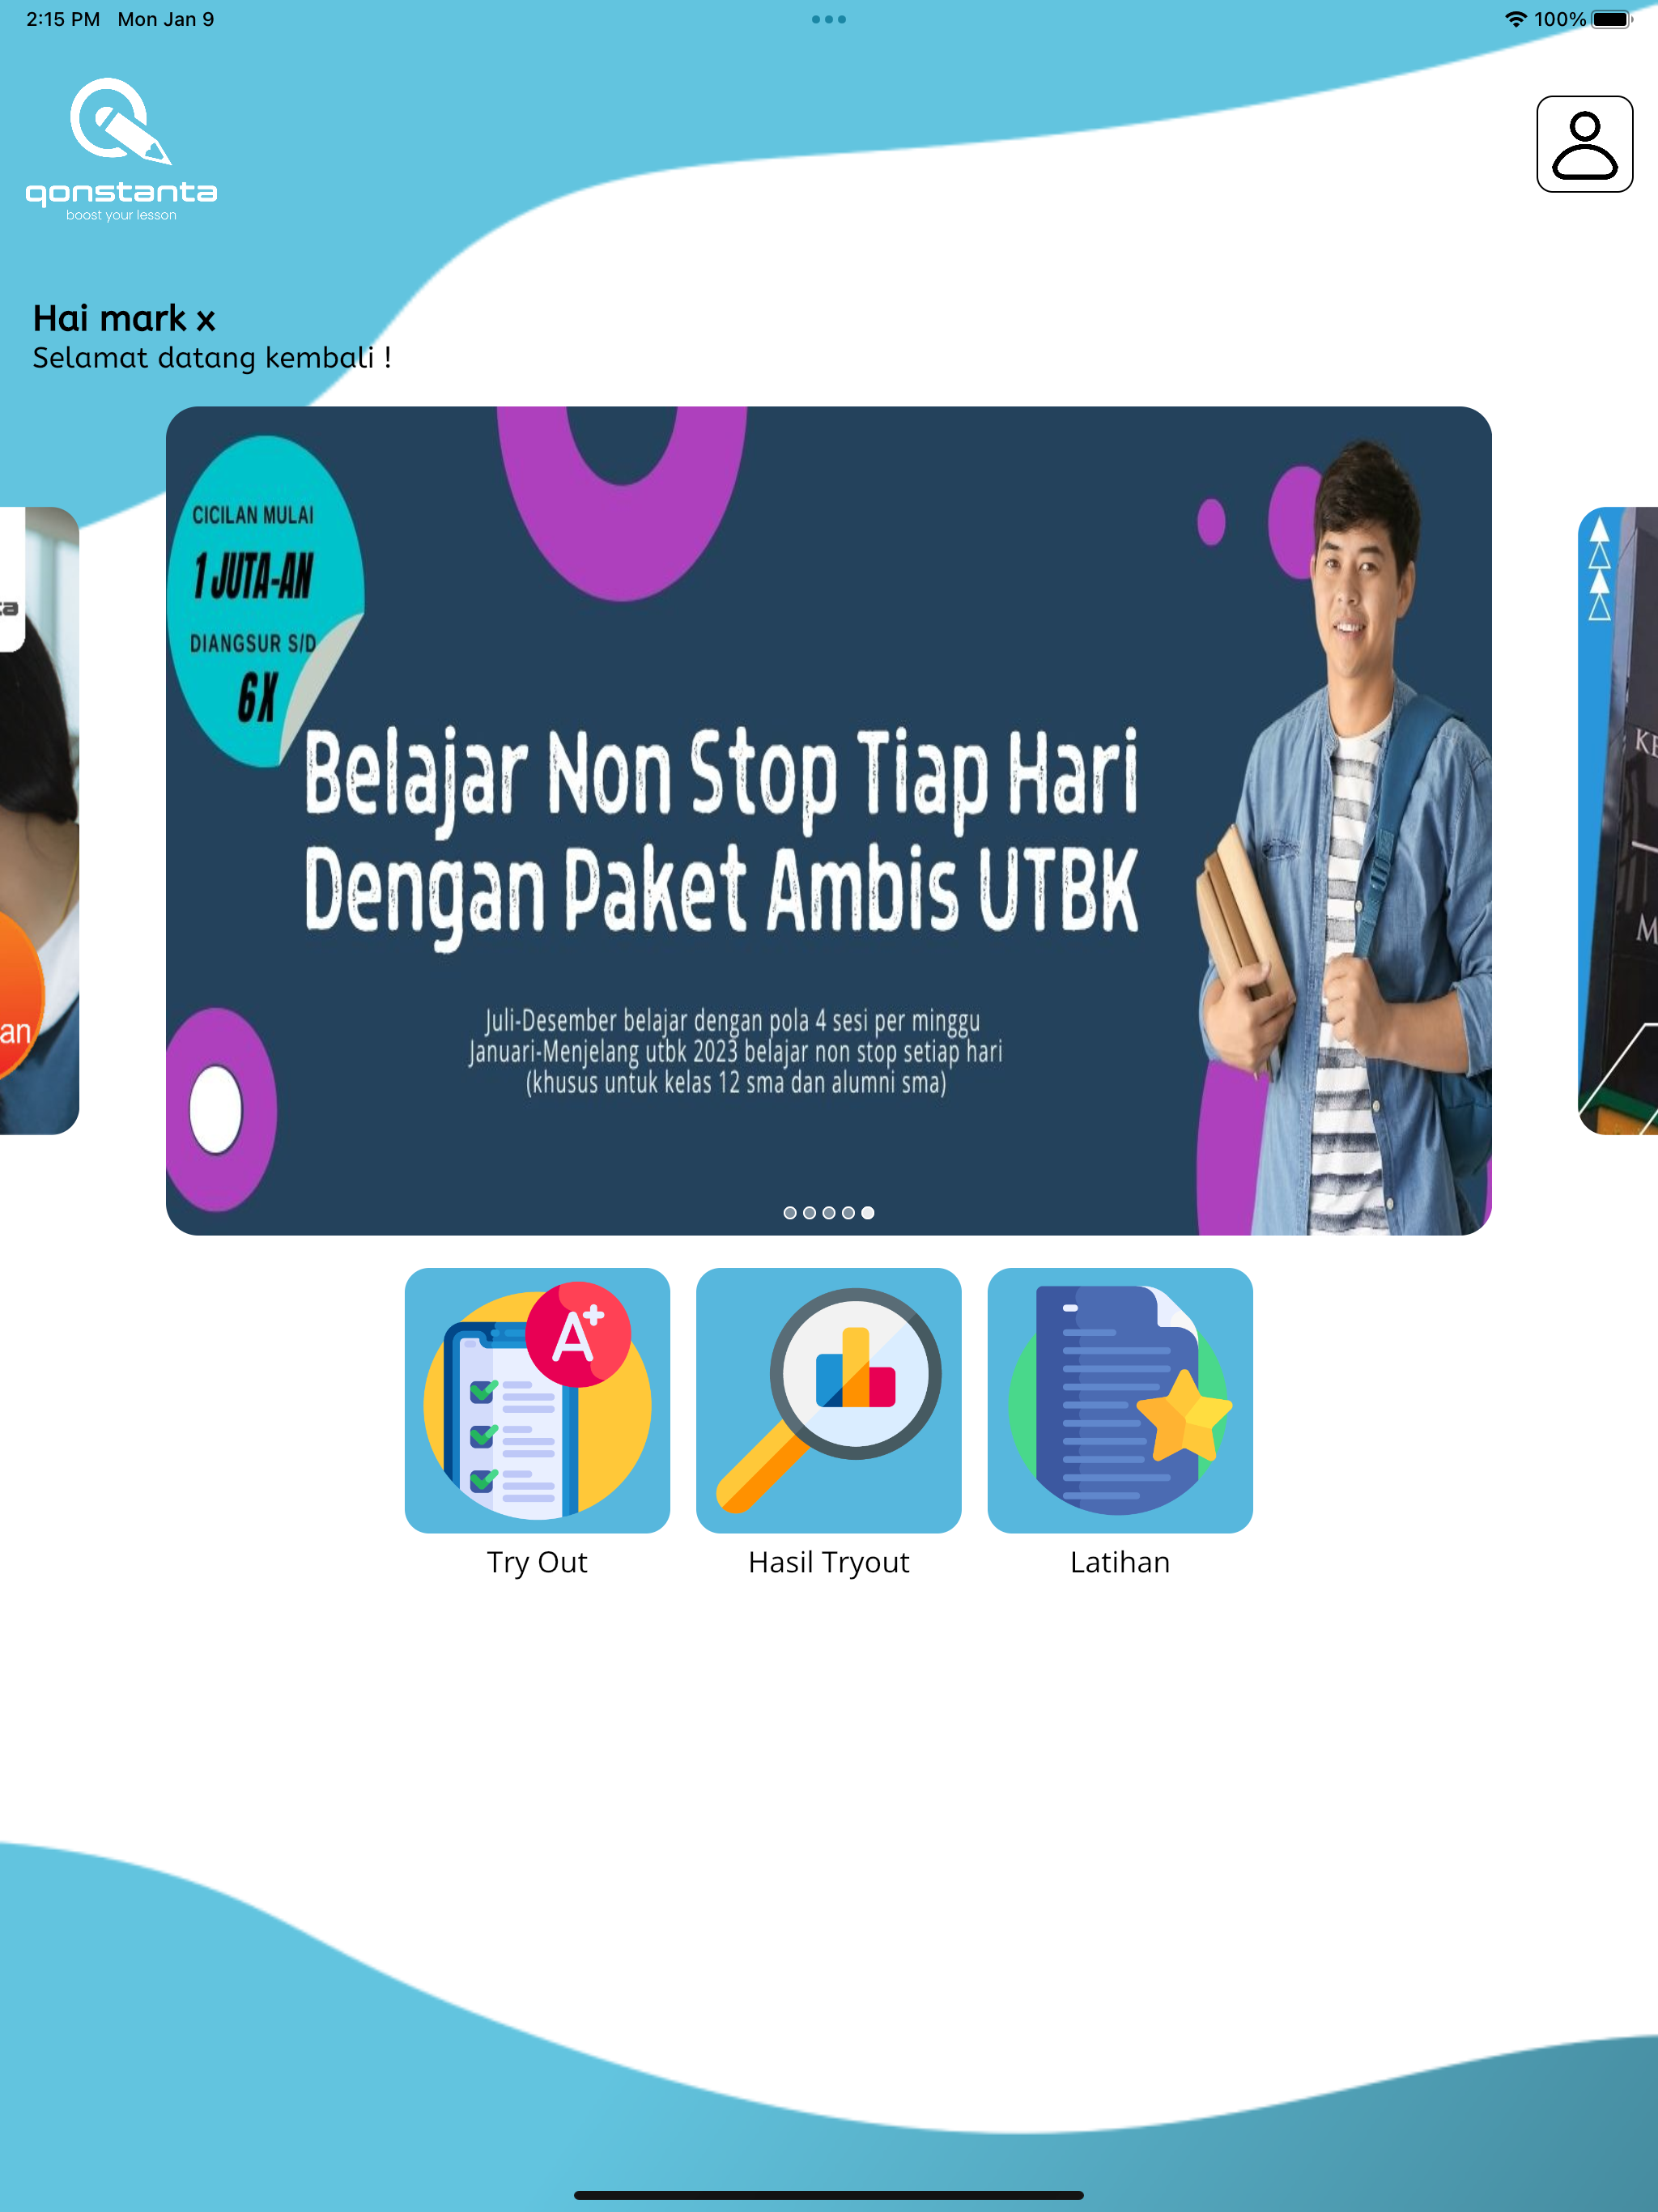 2:15 PM Mon Jan 9
100%
qonstanta
boost your lesson
Hai mark x
Selamat datang kembali !
CICILAN MULAI
1 JUTA-AN
DIANGSUR S/D
6X
Belajar Non Stop Tiap Hari
Dengan Paket Ambis UTBK
Juli-Desember belajar dengan pola 4 sesi per minggu
Januari-Menjelang utbk 2023 belajar non stop setiap hari
(khusus untuk kelas 12 sma dan alumni sma)
A+
Try Out
Hasil Tryout
Latihan